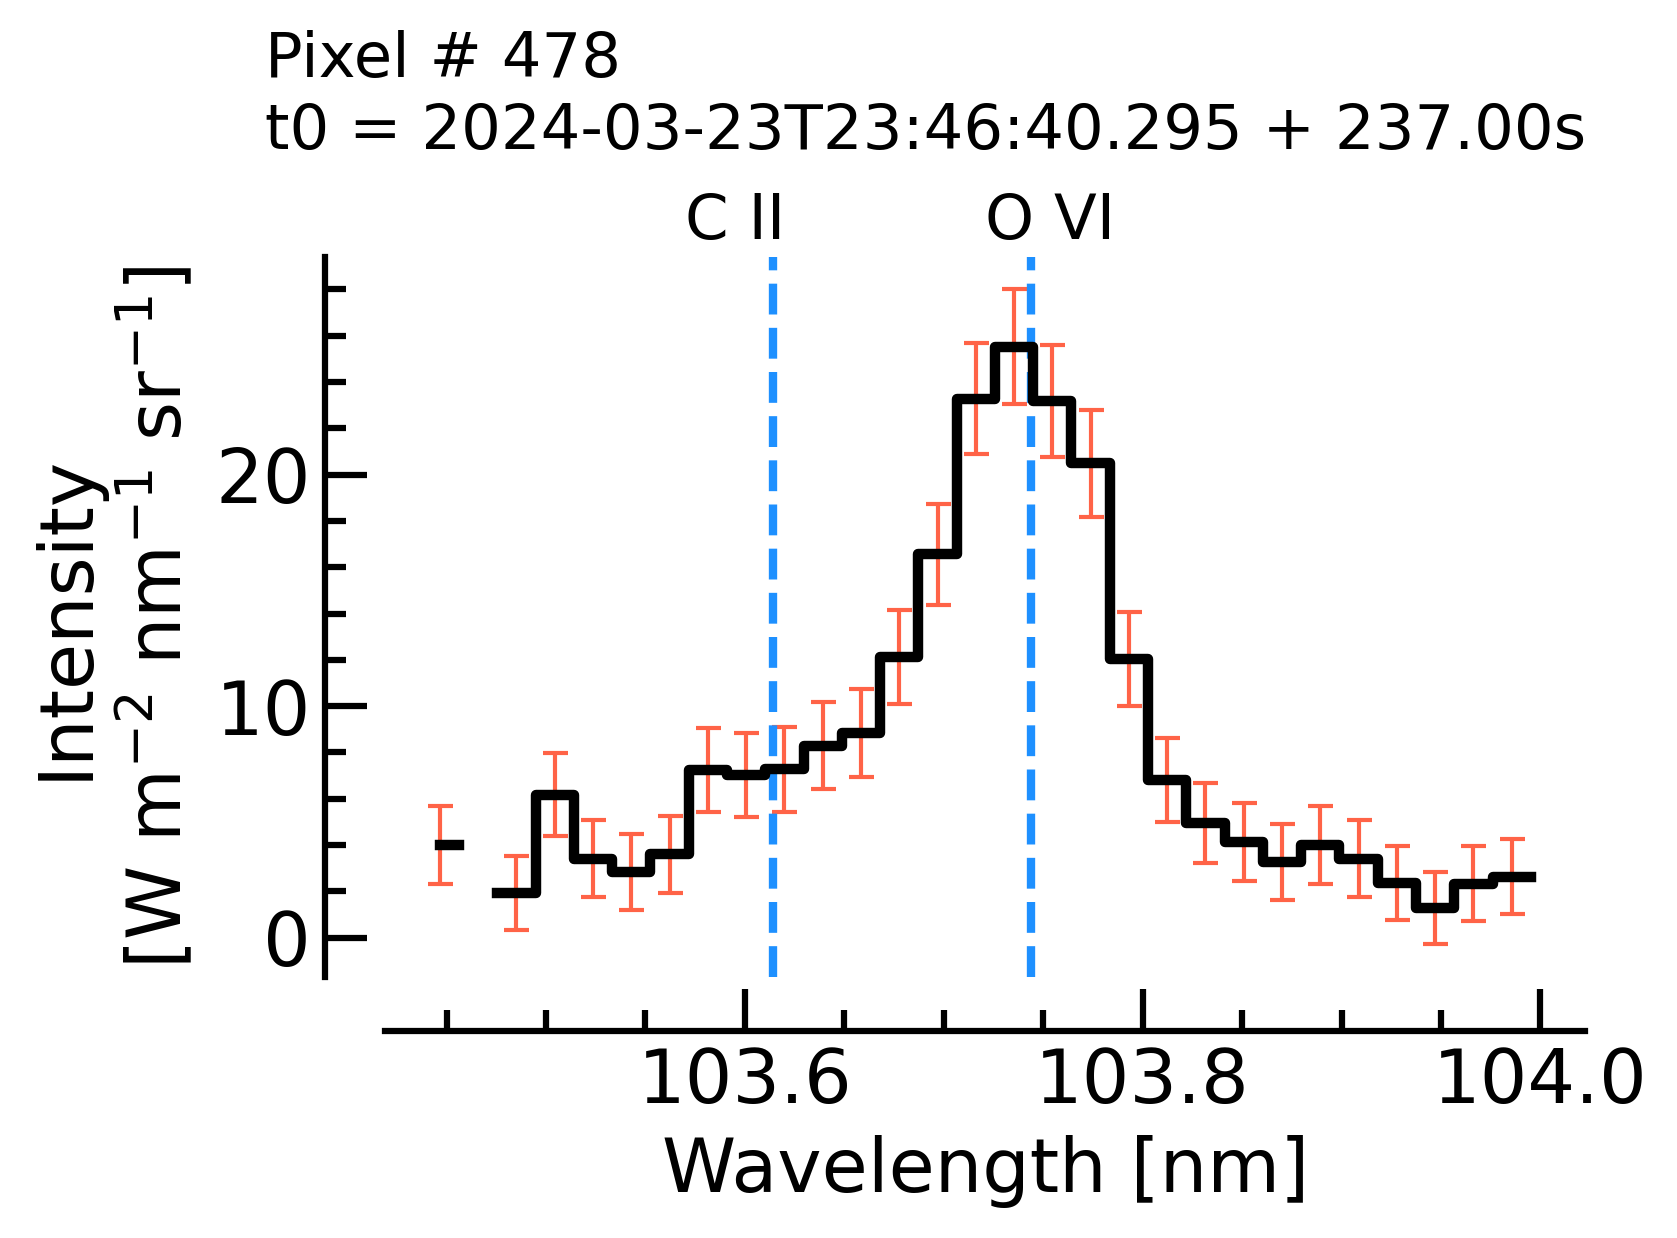 Pixel # 478
t0 = 2024-03-23T23:46:40.295 + 237.00s
C II O VI
Intensity
[W m⁻² nm⁻¹ sr⁻¹]
20
10
0
103.6 103.8 104.0
Wavelength [nm]